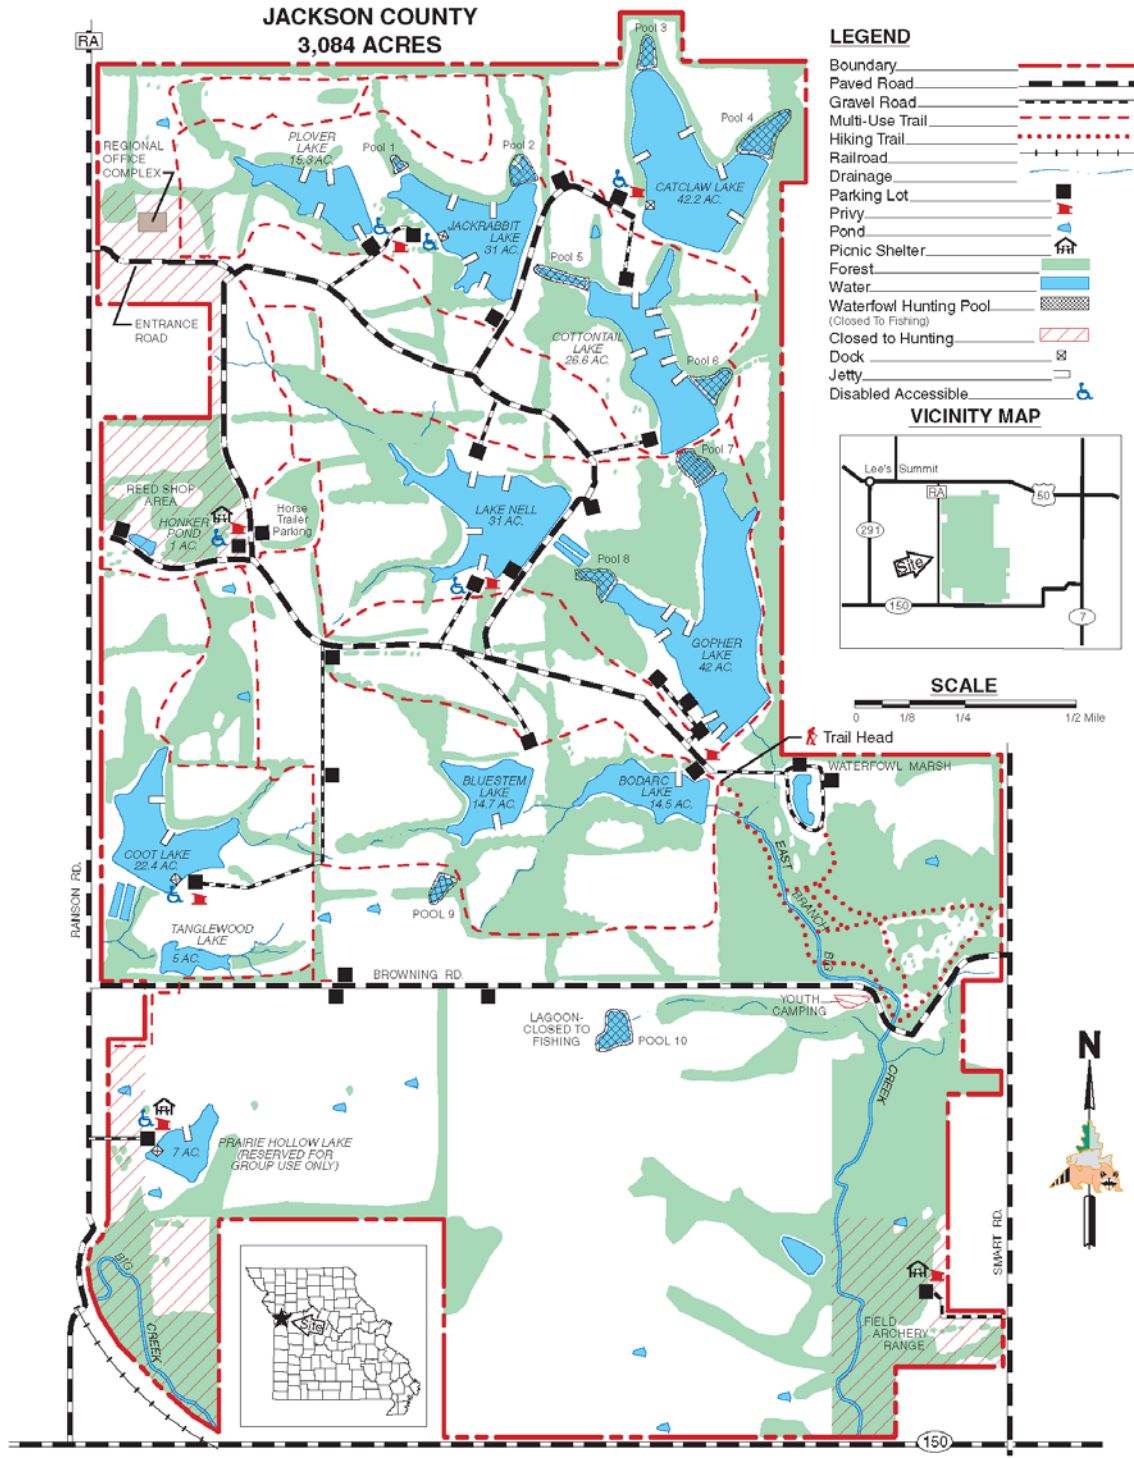 JACKSON COUNTY
3,084 ACRES
RA
Pool 3
Pool 4
PLOVER
LAKE
15.3 AC.
Pool 1
Pool 2
REGIONAL
OFFICE
COMPLEX
CATCLAW LAKE
42.2 AC.
JACKRABBIT
LAKE
31 AC.
Pool 5
ENTRANCE
ROAD
COTTONTAIL
LAKE
26.6 AC.
Pool 6
Pool 7
REED SHOP
AREA
HONKER
POND
1 AC.
Horse
Trailer
Parking
LAKE NELL
31 AC.
Pool 8
GOPHER
LAKE
42 AC.
Trail Head
WATERFOWL MARSH
BLUESTEM
LAKE
14.7 AC.
BODARC
LAKE
14.5 AC.
COOT LAKE
22.4 AC.
RANSON RD.
POOL 9
TANGLEWOOD
LAKE
5 AC.
EAST
BRANCH
BIG
CREEK
BROWNING RD.
YOUTH
CAMPING
LAGOON-
CLOSED TO
FISHING
POOL 10
7 AC.
PRAIRIE HOLLOW LAKE
(RESERVED FOR
GROUP USE ONLY)
BIG
CREEK
Site
SMART RD.
FIELD
ARCHERY
RANGE
150
LEGEND
Boundary
Paved Road
Gravel Road
Multi-Use Trail
Hiking Trail
Railroad
Drainage
Parking Lot
Privy
Pond
Picnic Shelter
Forest
Water
Waterfowl Hunting Pool
(Closed To Fishing)
Closed to Hunting
Dock
Jetty
Disabled Accessible
VICINITY MAP
Lee's Summit
RA
50
291
Site
150
7
SCALE
0 1/8 1/4 1/2 Mile
N